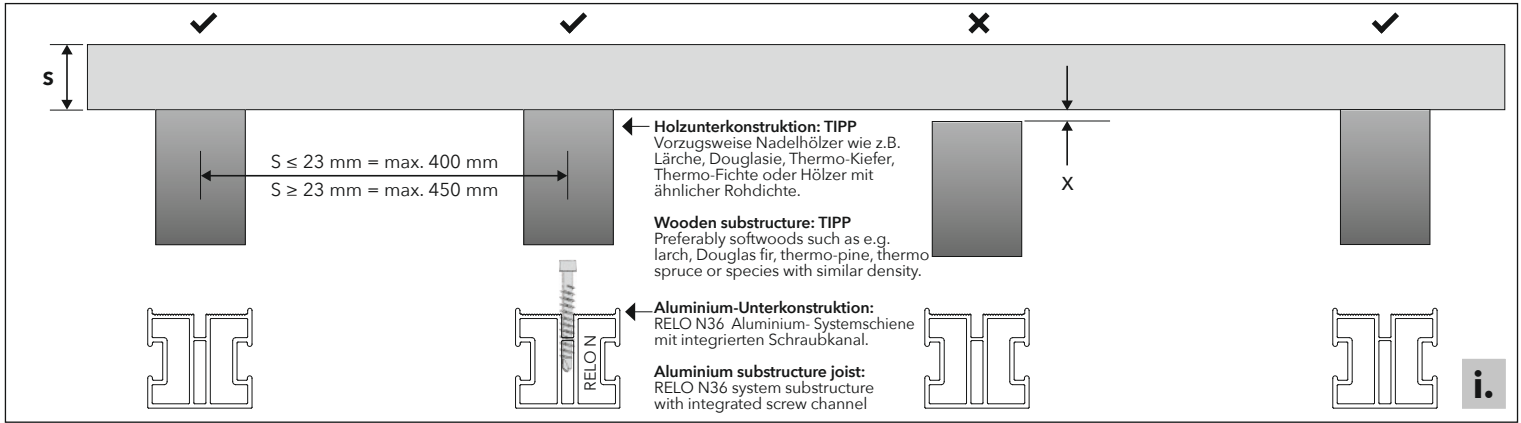 s
S ≤ 23 mm = max. 400 mm
S ≥ 23 mm = max. 450 mm
Holzunterkonstruktion: TIPP
Vorzugsweise Nadelhölzer wie z.B.
Lärche, Douglasie, Thermo-Kiefer,
Thermo-Fichte oder Hölzer mit
ähnlicher Rohdichte.
Wooden substructure: TIPP
Preferably softwoods such as e.g.
larch, Douglas fir, thermo-pine, thermo
spruce or species with similar density.
X
RELO N
Aluminium-Unterkonstruktion:
RELO N36 Aluminium- Systemschiene
mit integrierten Schraubkanal.
Aluminium substructure joist:
RELO N36 system substructure
with integrated screw channel
i.